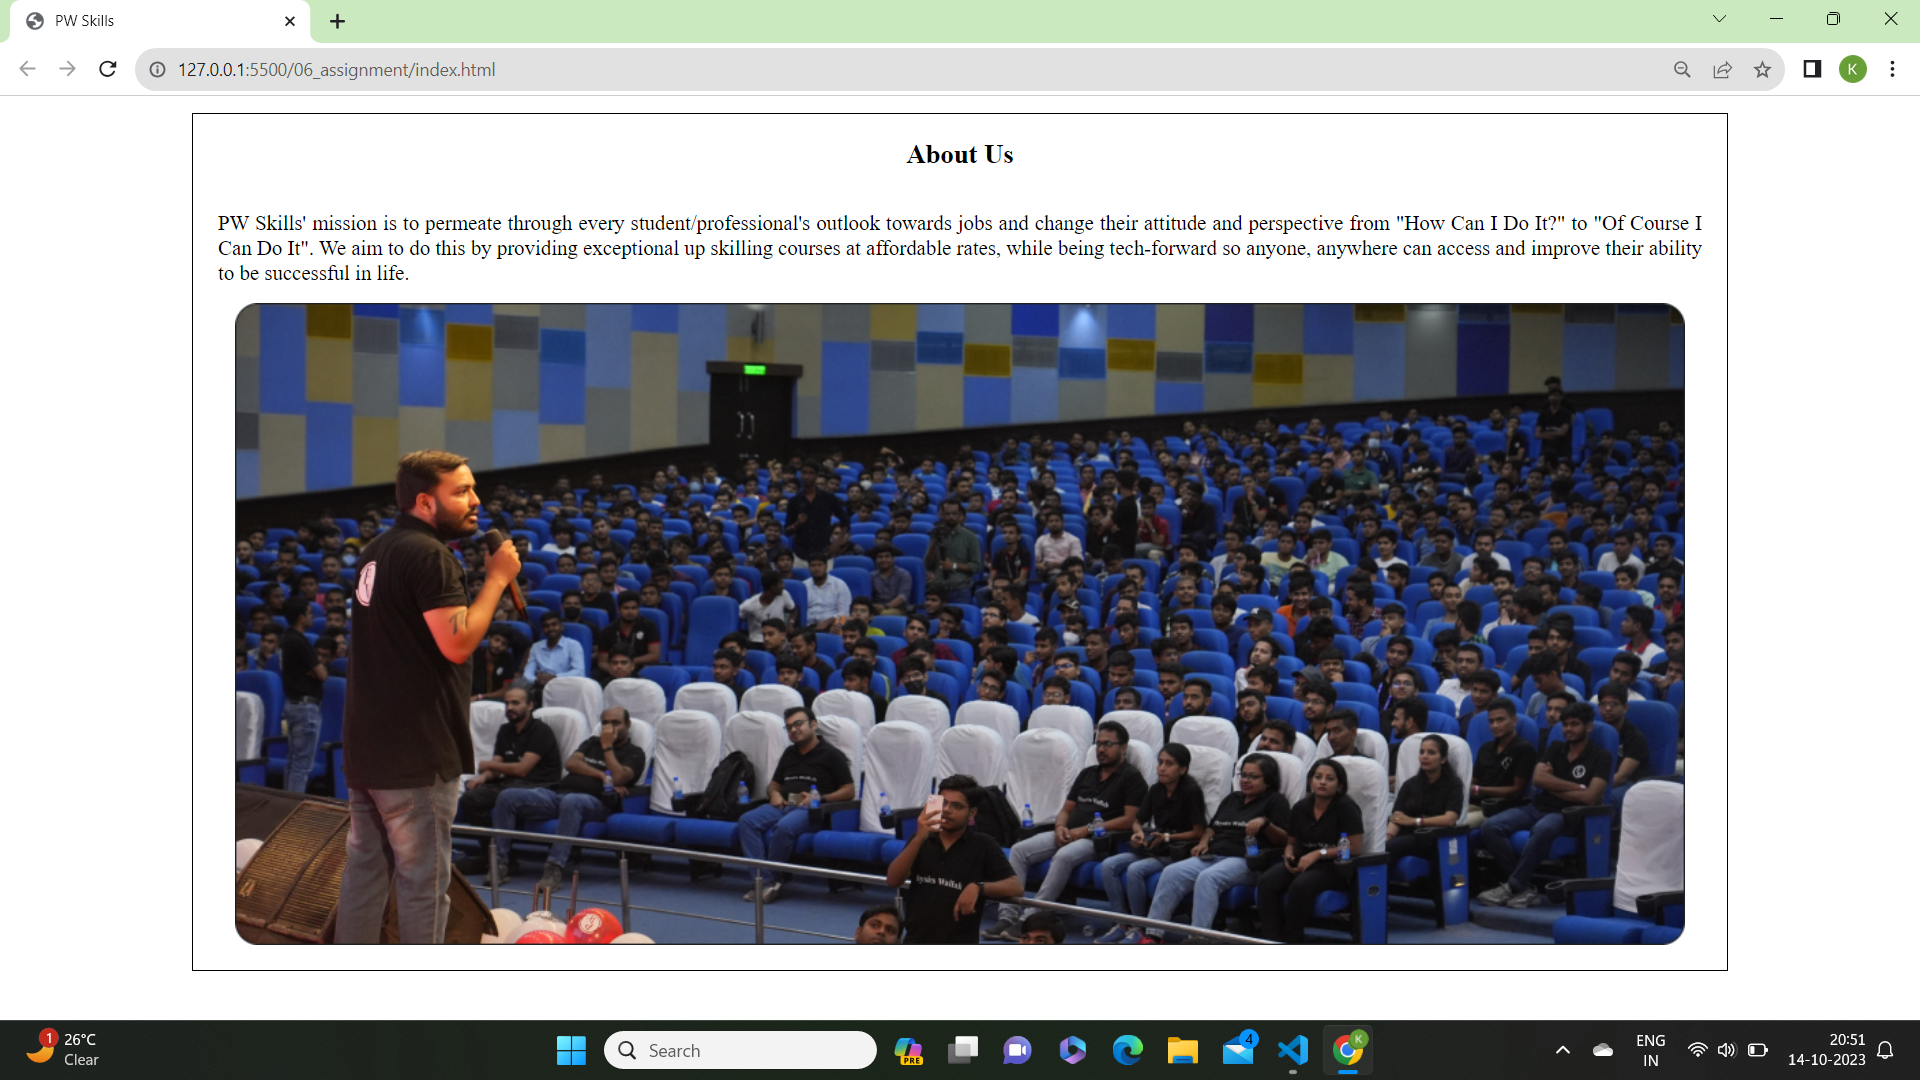 PW Skills
127.0.0.1:5500/06_assignment/index.html
K
About Us
PW Skills' mission is to permeate through every student/professional's outlook towards jobs and change their attitude and perspective from "How Can I Do It?" to "Of Course I
Can Do It". We aim to do this by providing exceptional up skilling courses at affordable rates, while being tech-forward so anyone, anywhere can access and improve their ability
to be successful in life.
1
26°C
Clear
Search
PRE
4
K
ENG
IN
20:51
14-10-2023